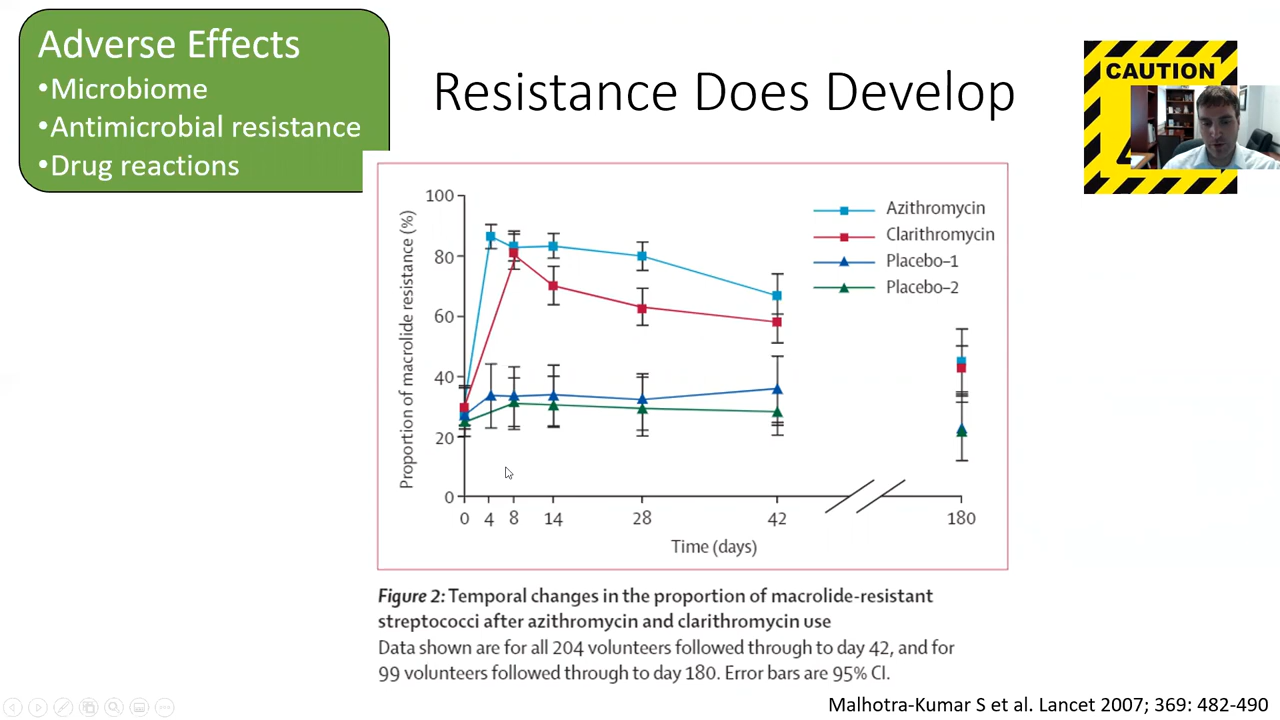 Adverse Effects
•Microbiome
•Antimicrobial resistance
•Drug reactions
Resistance Does Develop
CAUTION
Proportion of macrolide resistance (%)
100
80
60
40
20
0
Azithromycin
Clarithromycin
Placebo–1
Placebo–2
0 4 8 14 28 42 180
Time (days)
Figure 2: Temporal changes in the proportion of macrolide-resistant
streptococci after azithromycin and clarithromycin use
Data shown are for all 204 volunteers followed through to day 42, and for
99 volunteers followed through to day 180. Error bars are 95% CI.
Malhotra-Kumar S et al. Lancet 2007; 369: 482-490